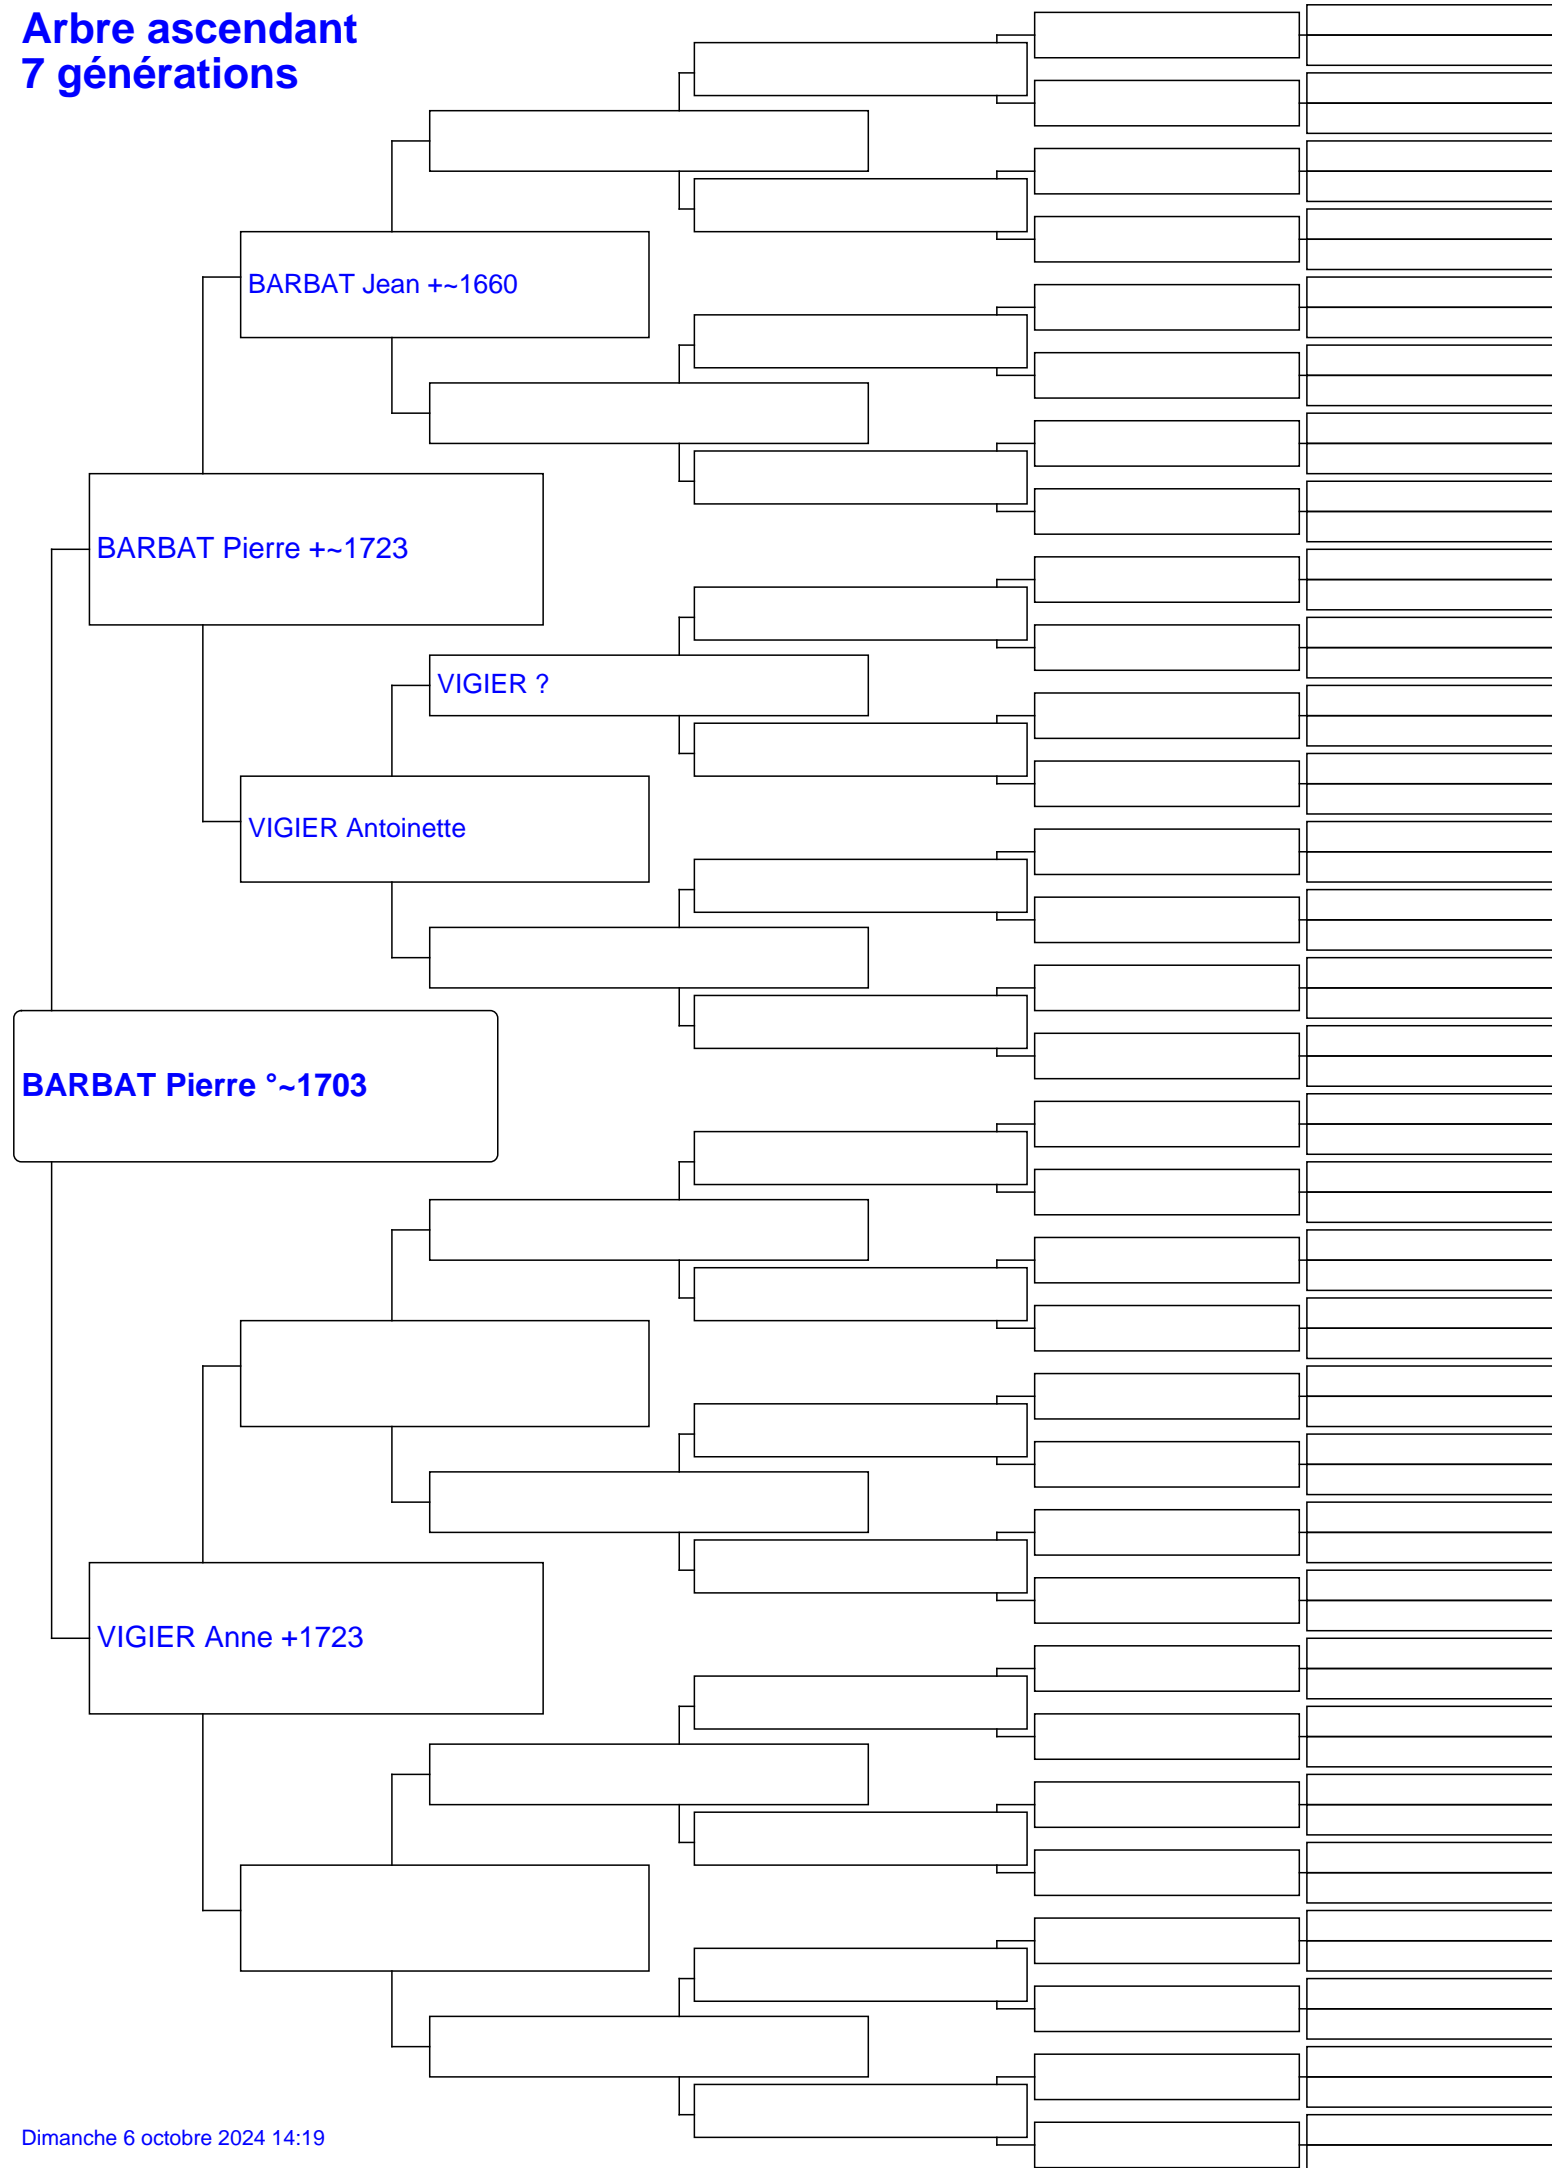 Arbre ascendant
7 générations
BARBAT Jean +~1660
BARBAT Pierre +~1723
VIGIER ?
VIGIER Antoinette
BARBAT Pierre °~1703
VIGIER Anne +1723
Dimanche 6 octobre 2024 14:19